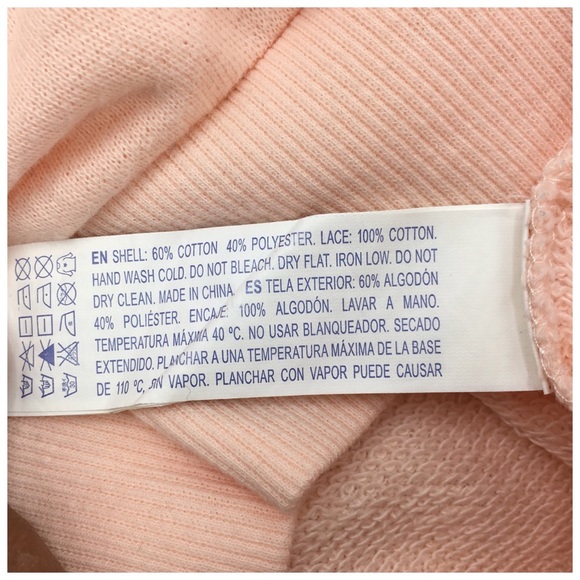 EN SHELL: 60% COTTON 40% POLYESTER. LACE: 100% COTTON.
HAND WASH COLD. DO NOT BLEACH. DRY FLAT. IRON LOW. DO NOT
DRY CLEAN. MADE IN CHINA ES TELA EXTERIOR: 60% ALGODÓN
40% POLIÉSTER. ENCAJE: 100% ALGODÓN. LAVAR A MANO.
TEMPERATURA MÁXIMA 40 ºC. NO USAR BLANQUEADOR. SECADO
EXTENDIDO. PLANCHAR A UNA TEMPERATURA MÁXIMA DE LA BASE
DE 110 ºC, SIN VAPOR. PLANCHAR CON VAPOR PUEDE CAUSAR